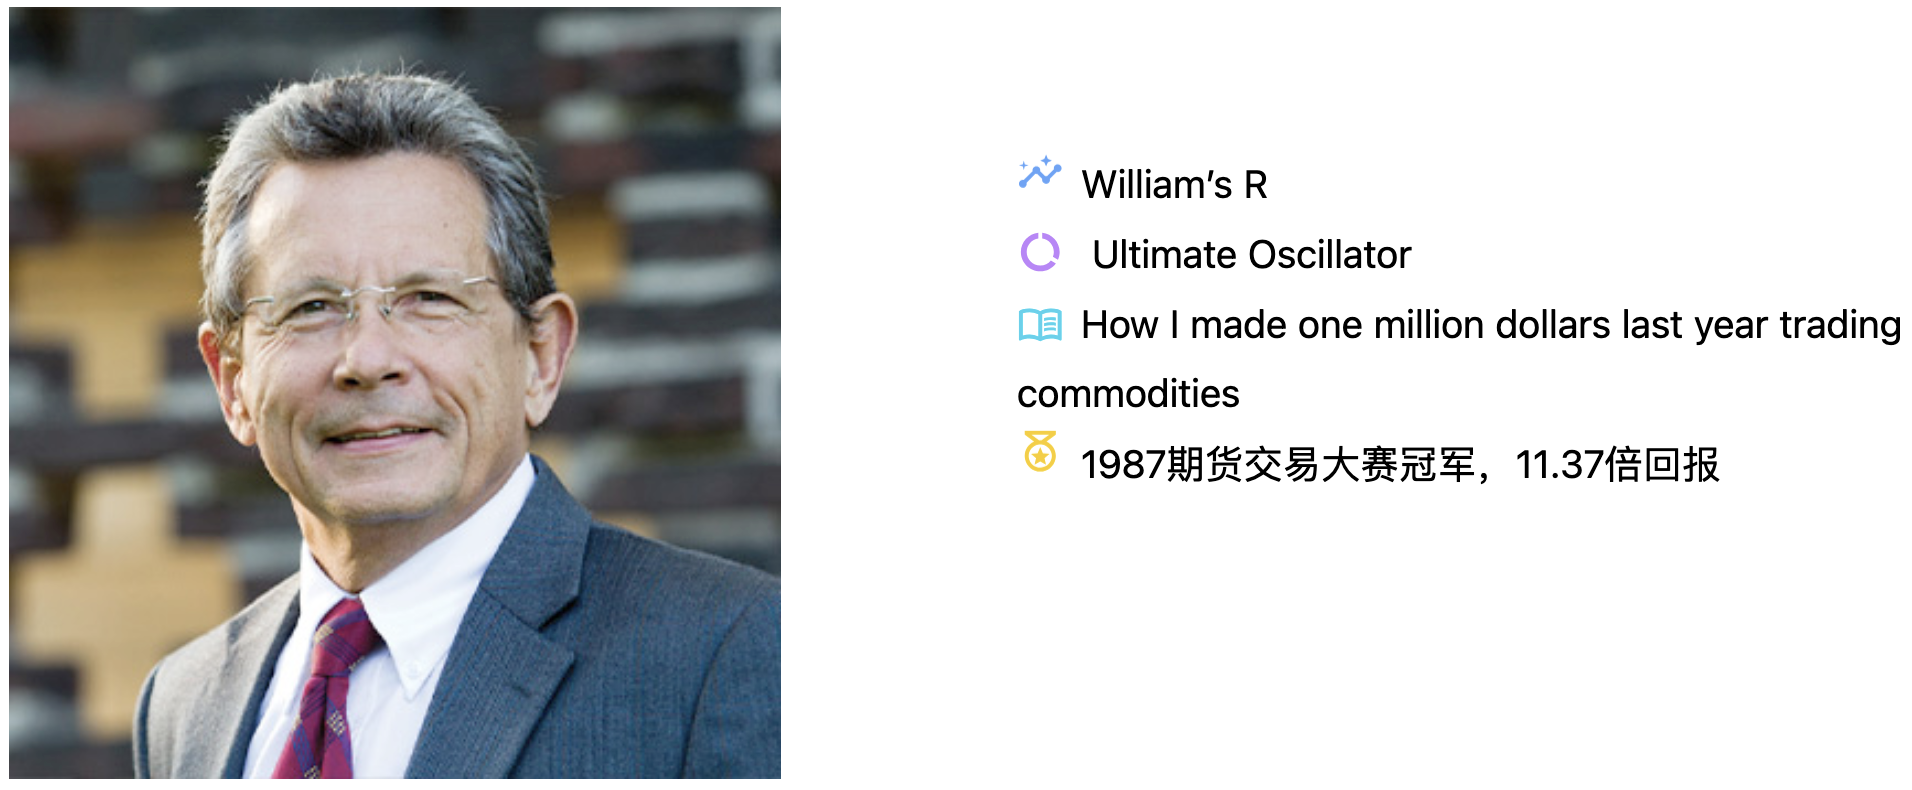 William’s R
Ultimate Oscillator
How I made one million dollars last year trading
commodities
1987期货交易大赛冠军，11.37倍回报